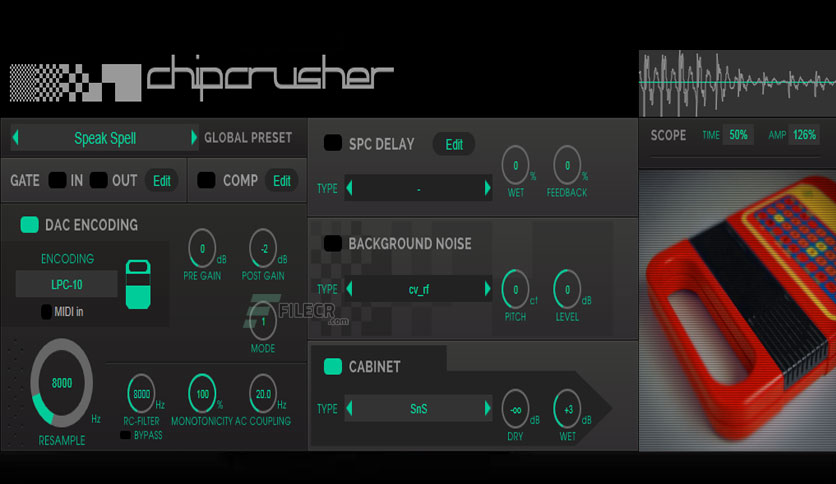 chipcrusher
Speak Spell GLOBAL PRESET
GATE IN OUT Edit COMP Edit
DAC ENCODING
ENCODING
LPC-10
MIDI in
0 dB
PRE GAIN
-2 dB
POST GAIN
1
MODE
8000 Hz
RESAMPLE
8000 Hz
RC-FILTER
BYPASS
100 %
MONOTONICITY
20.0 Hz
AC COUPLING
SPC DELAY Edit
TYPE -
0 %
WET
0 %
FEEDBACK
BACKGROUND NOISE
TYPE cv_rf
0 ct
PITCH
0 dB
LEVEL
CABINET
TYPE SnS
-∞ dB
DRY
+3 dB
WET
SCOPE TIME 50% AMP 126%
FILECR
.com